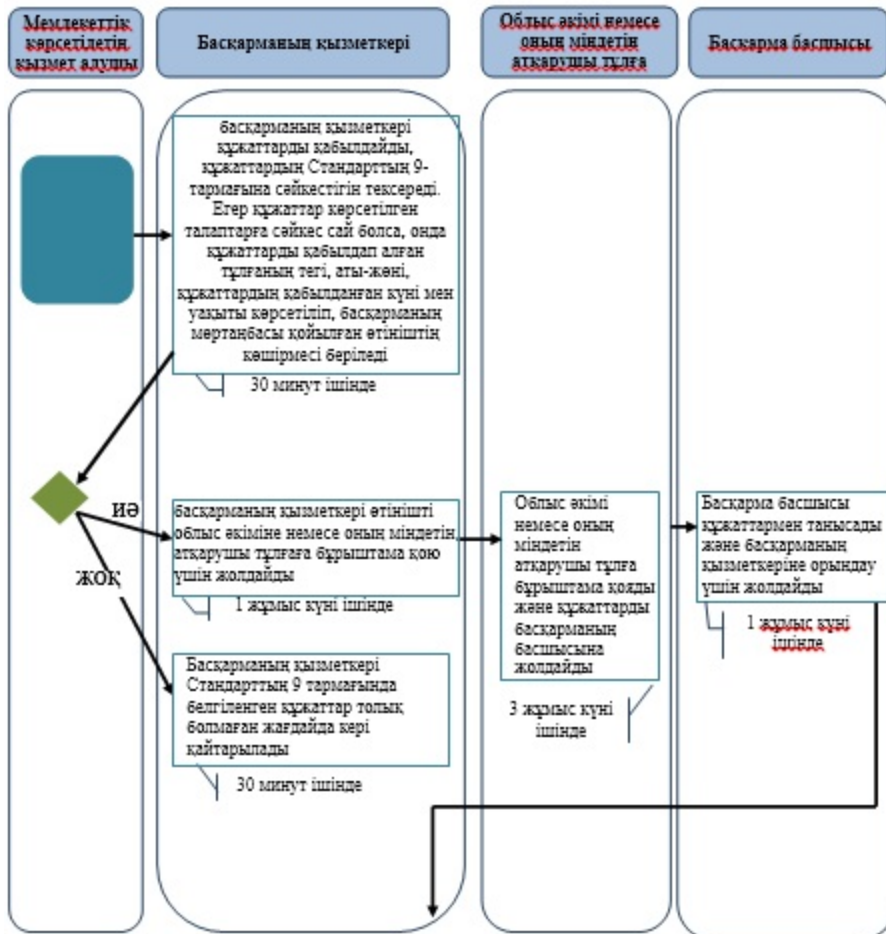 Мемлекеттік
көрсетілетін
қызмет алушы
Басқарманың қызметкері
Облыс әкімі немесе
оның міндетін
атқарушы тұлға
Басқарма басшысы
басқарманың қызметкері
құжаттарды қабылдайды,
құжаттардың Стандарттың 9-
тармағына сәйкестігін тексереді.
Егер құжаттар көрсетілген
талаптарға сәйкес сай болса, онда
құжаттарды қабылдап алған
тұлғаның тегі, аты-жөні,
құжаттардың қабылданған күні мен
уақыты көрсетіліп, басқарманың
мөртаңбасы қойылған өтініштің
көшірмесі беріледі
30 минут ішінде
иә
жоқ
басқарманың қызметкері өтінішті
облыс әкіміне немесе оның міндетін
атқарушы тұлғаға бұрыштама қою
үшін жолдайды
1 жұмыс күні ішінде
Басқарманың қызметкері
Стандарттың 9 тармағында
белгіленген құжаттар толық
болмаған жағдайда кері
қайтарылады
30 минут ішінде
Облыс әкімі
немесе оның
міндетін
атқарушы тұлға
бұрыштама қояды
және құжаттарды
басқарманың
басшысына
жолдайды
3 жұмыс күні
ішінде
Басқарма басшысы
құжаттармен танысады
және басқарманың
қызметкеріне орындау
үшін жолдайды
1 жұмыс күні
ішінде